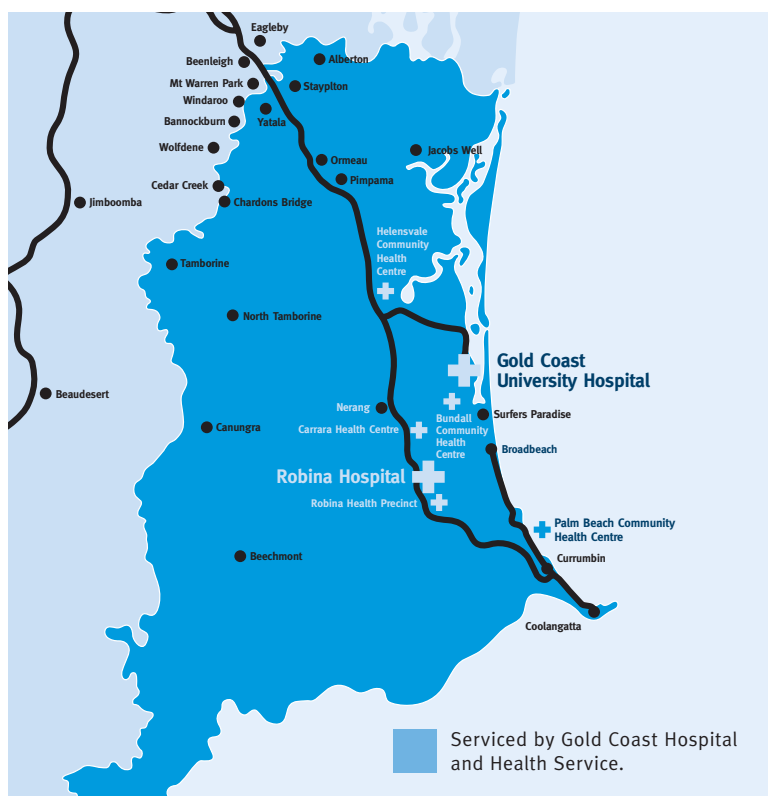 Eagleby
Beenleigh
Alberton
Mt Warren Park
Stayplton
Windaroo
Bannockburn
Yatala
Wolfdene
Jacobs Well
Ormeau
Pimpama
Cedar Creek
Chardons Bridge
Jimboomba
Helensvale
Community
Health
Centre
Tamborine
North Tamborine
Gold Coast
University Hospital
Beaudesert
Nerang
Surfers Paradise
Bundall
Community
Health
Centre
Carrara Health Centre
Canungra
Broadbeach
Robina Hospital
Robina Health Precinct
Palm Beach Community
Health Centre
Beechmont
Currumbin
Coolangatta
Serviced by Gold Coast Hospital
and Health Service.